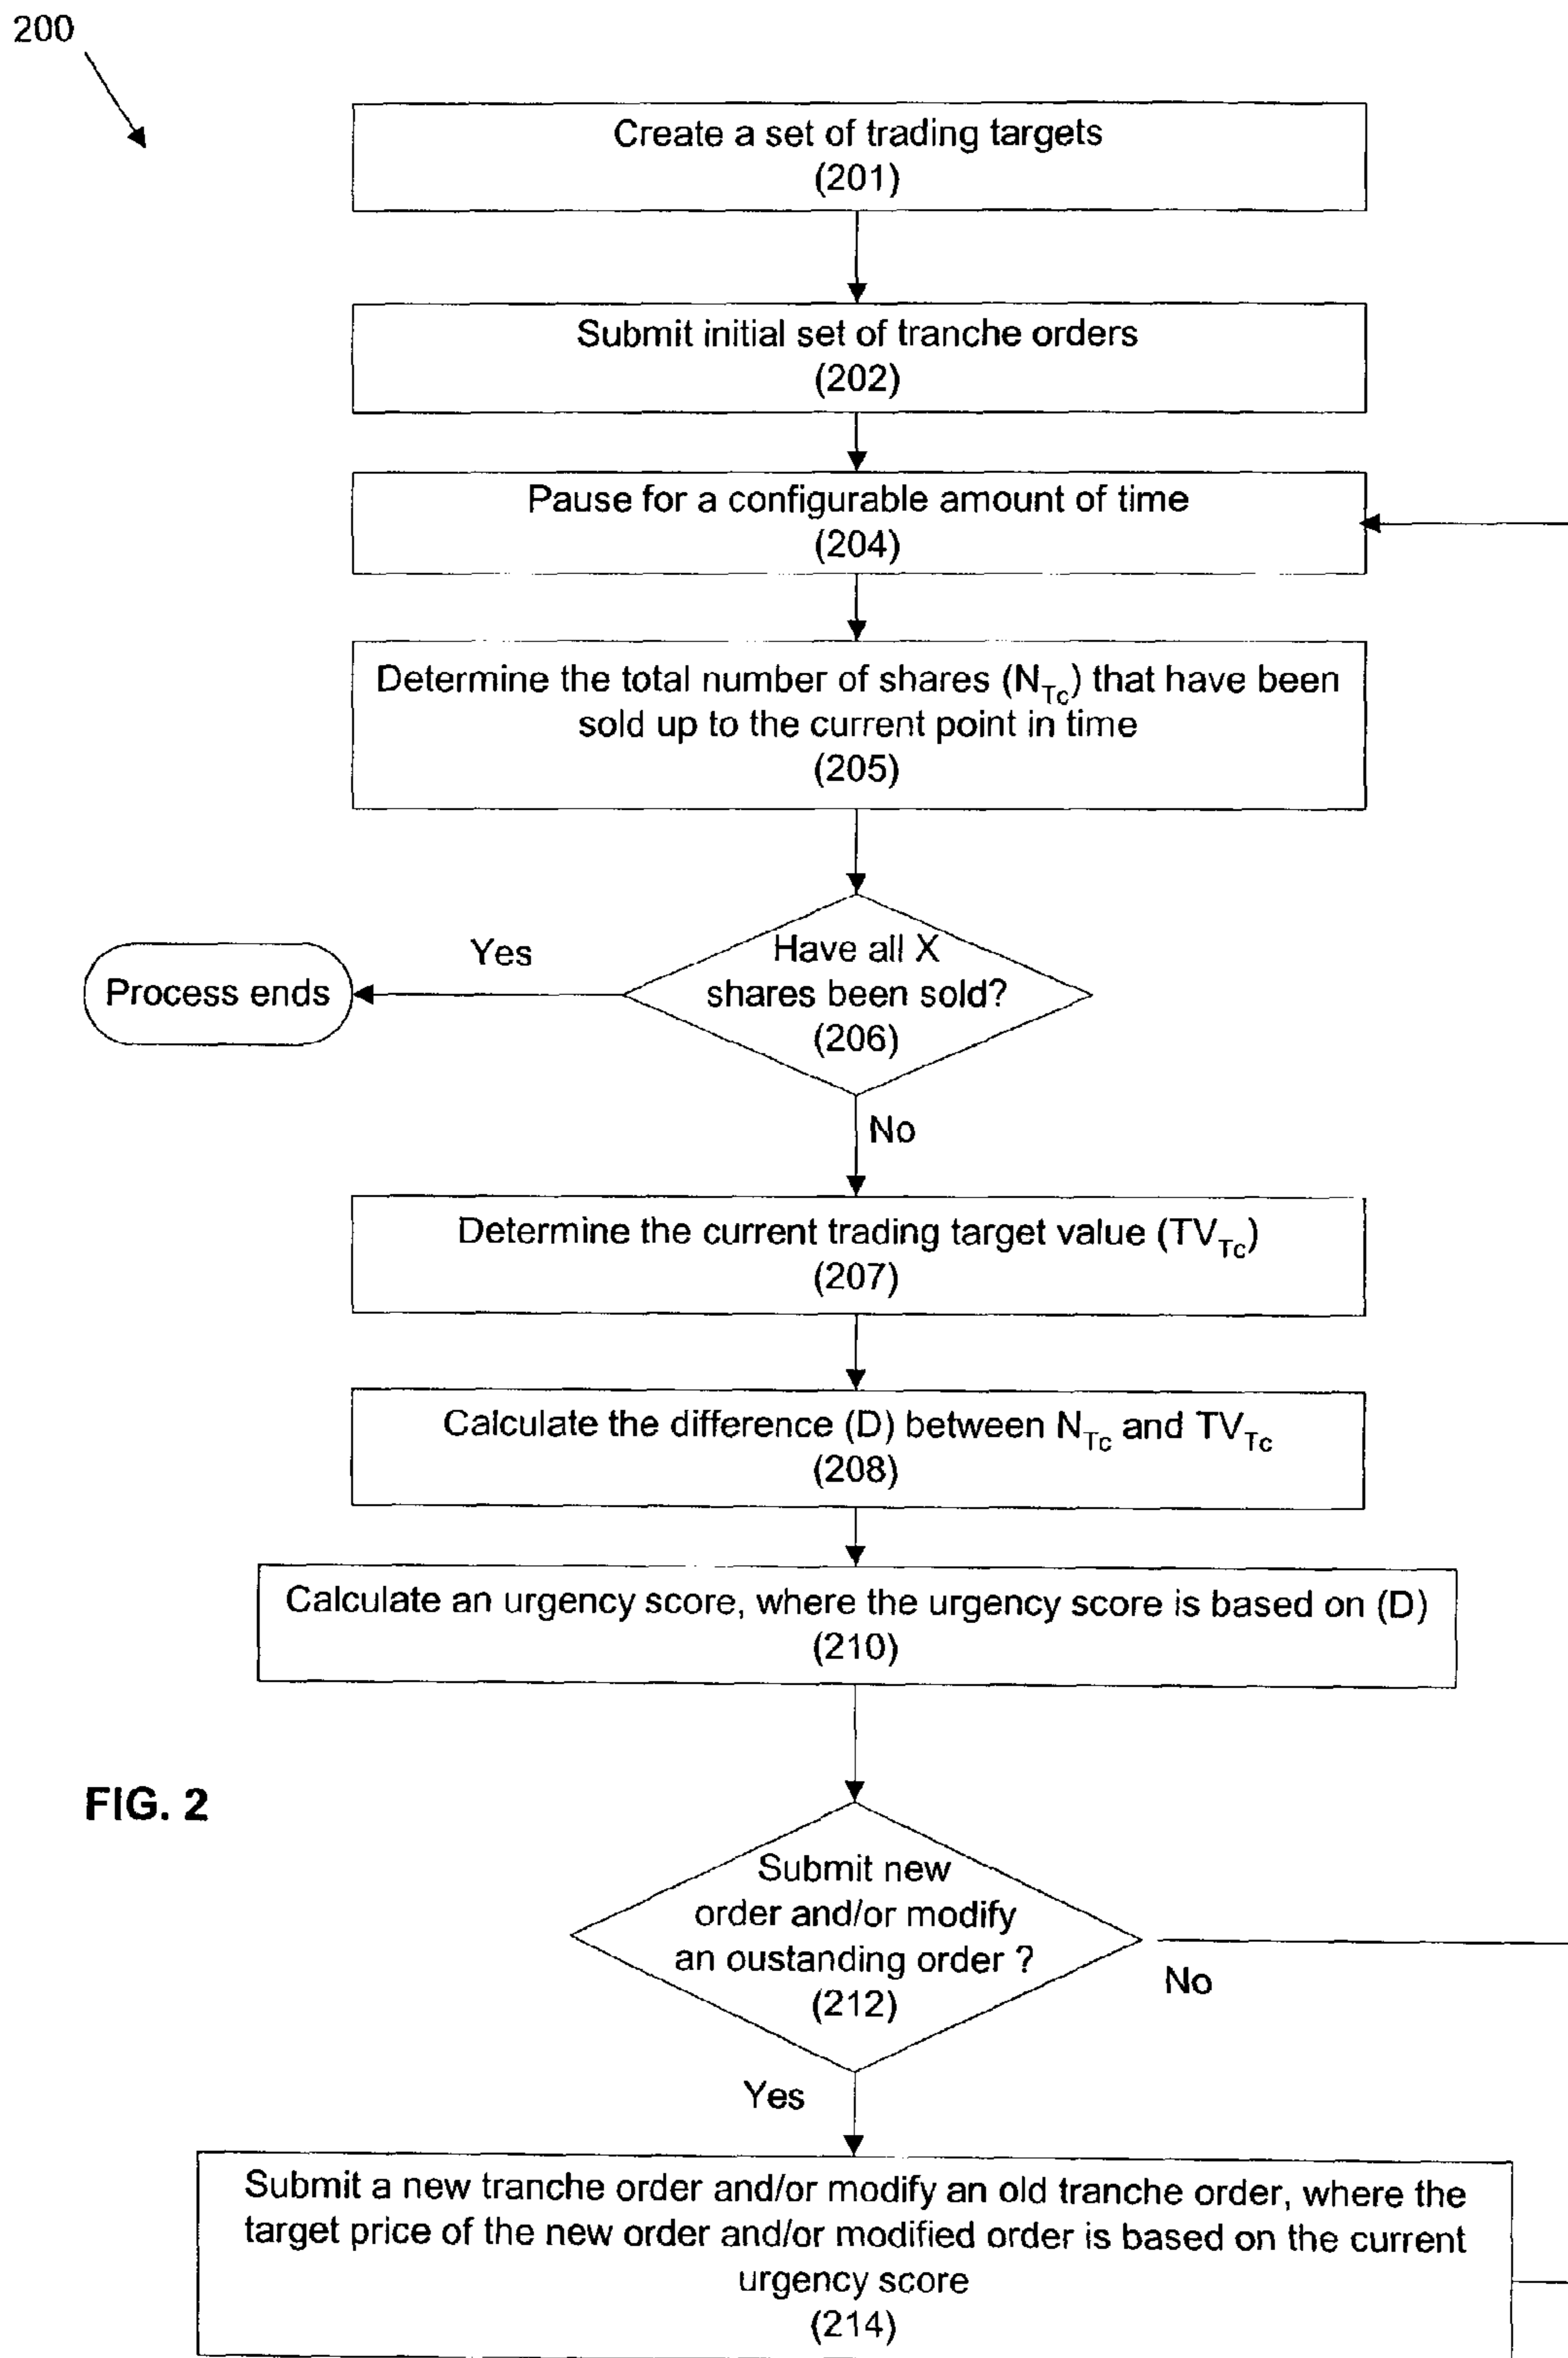 200
Create a set of trading targets
(201)
Submit initial set of tranche orders
(202)
Pause for a configurable amount of time
(204)
Determine the total number of shares (N_Tc) that have been
sold up to the current point in time
(205)
Have all X
shares been sold?
(206)
Yes
Process ends
No
Determine the current trading target value (TV_Tc)
(207)
Calculate the difference (D) between N_Tc and TV_Tc
(208)
Calculate an urgency score, where the urgency score is based on (D)
(210)
FIG. 2
Submit new
order and/or modify
an oustanding order ?
(212)
No
Yes
Submit a new tranche order and/or modify an old tranche order, where the
target price of the new order and/or modified order is based on the current
urgency score
(214)